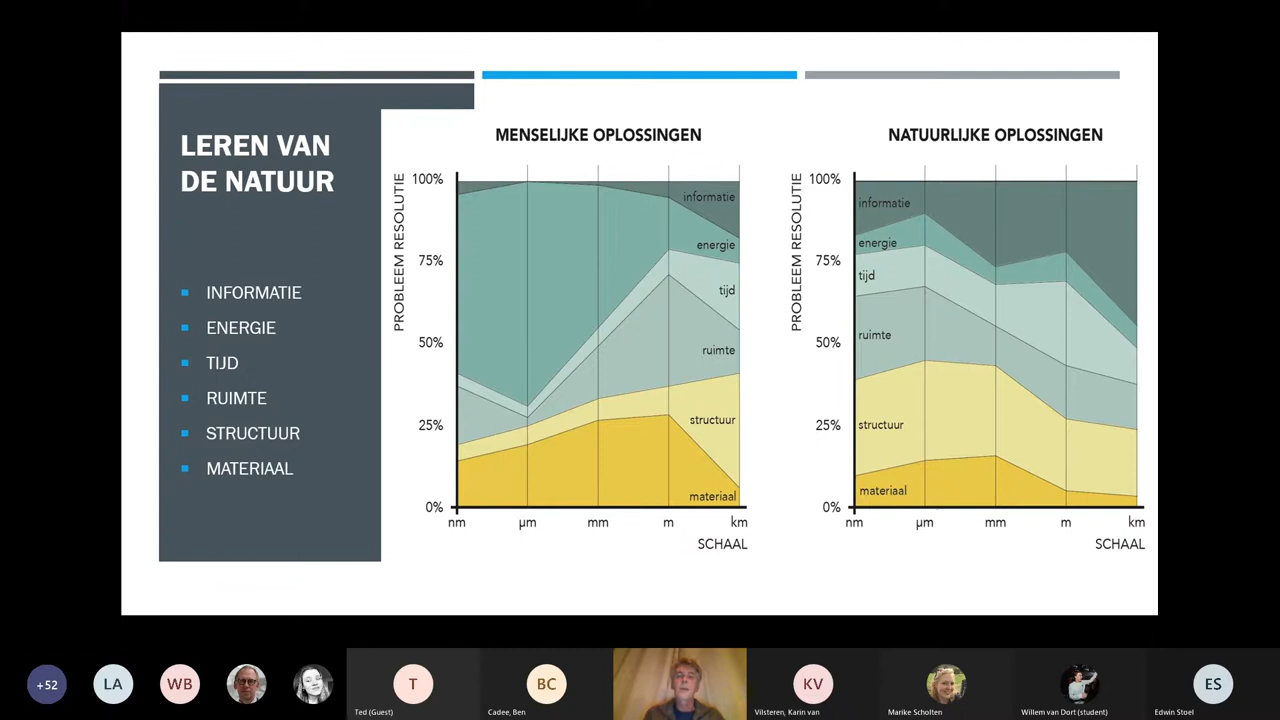 LEREN VAN
DE NATUUR
INFORMATIE
ENERGIE
TIJD
RUIMTE
STRUCTUUR
MATERIAAL
MENSELIJKE OPLOSSINGEN
PROBLEEM RESOLUTIE
100%
75%
50%
25%
0%
informatie
energie
tijd
ruimte
structuur
materiaal
nm
µm
mm
m
km
SCHAAL
NATUURLIJKE OPLOSSINGEN
PROBLEEM RESOLUTIE
100%
75%
50%
25%
0%
informatie
energie
tijd
ruimte
structuur
materiaal
nm
µm
mm
m
km
SCHAAL
+52
LA
WB
T
Ted (Guest)
BC
Cadee, Ben
KV
Vilsteren, Karin van
Marike Scholten
Willem van Dort (student)
ES
Edwin Stoel